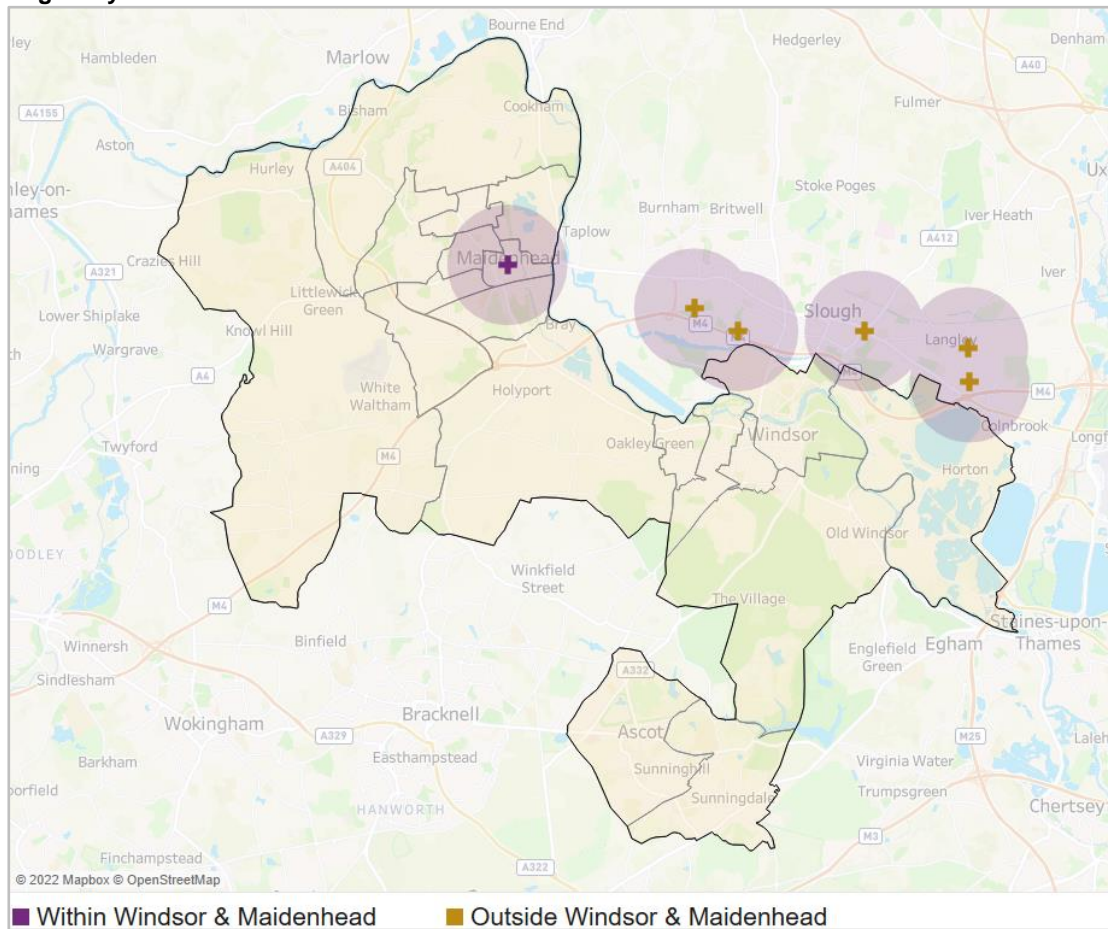 Bourne End
Hedgerley
Denham
Hambleden
Marlow
A40
A4155
Bisham
Cookham
Fulmer
Aston
Hurley
A404
Stoke Poges
Burnham
Britwell
Iver Heath
Taplow
A412
Crazies Hill
Maidenhead
Iver
A321
Littlewick
Green
Lower Shiplake
Knowl Hill
Bray
M4
Slough
Langley
Wargrave
A4
White
Waltham
Holyport
M4
Colnbrook
Twyford
Oakley Green
Windsor
M4
Horton
Old Windsor
Winkfield
Street
The Village
M4
Staines-upon-
Thames
Binfield
Englefield
Green
Egham
Winnersh
Sindlesham
A332
Wokingham
Bracknell
Ascot
A329
M25
Easthampstead
Barkham
Sunninghill
Virginia Water
Trumpsgreen
Sunningdale
HANWORTH
Chertsey
M3
Finchampstead
A322
© 2022 Mapbox © OpenStreetMap
Within Windsor & Maidenhead
Outside Windsor & Maidenhead